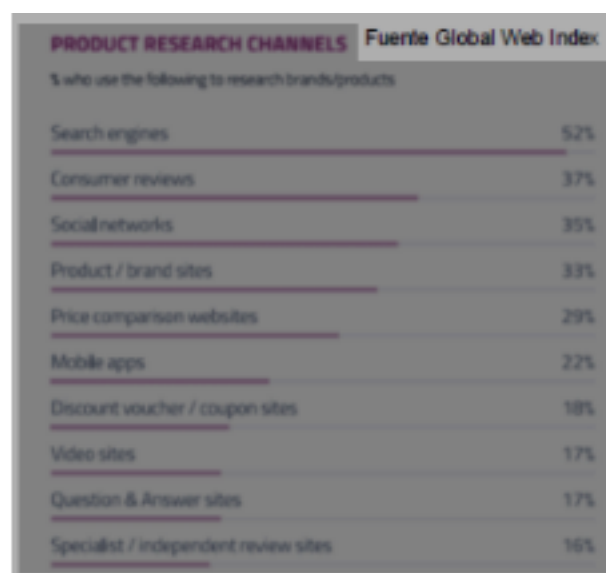 PRODUCT RESEARCH CHANNELS Fuente Global Web Index
% who use the following to research brands/products
Search engines 52%
Consumer reviews 37%
Social networks 35%
Product / brand sites 33%
Price comparison websites 29%
Mobile apps 22%
Discount voucher / coupon sites 18%
Video sites 17%
Question & Answer sites 17%
Specialist / independent review sites 16%